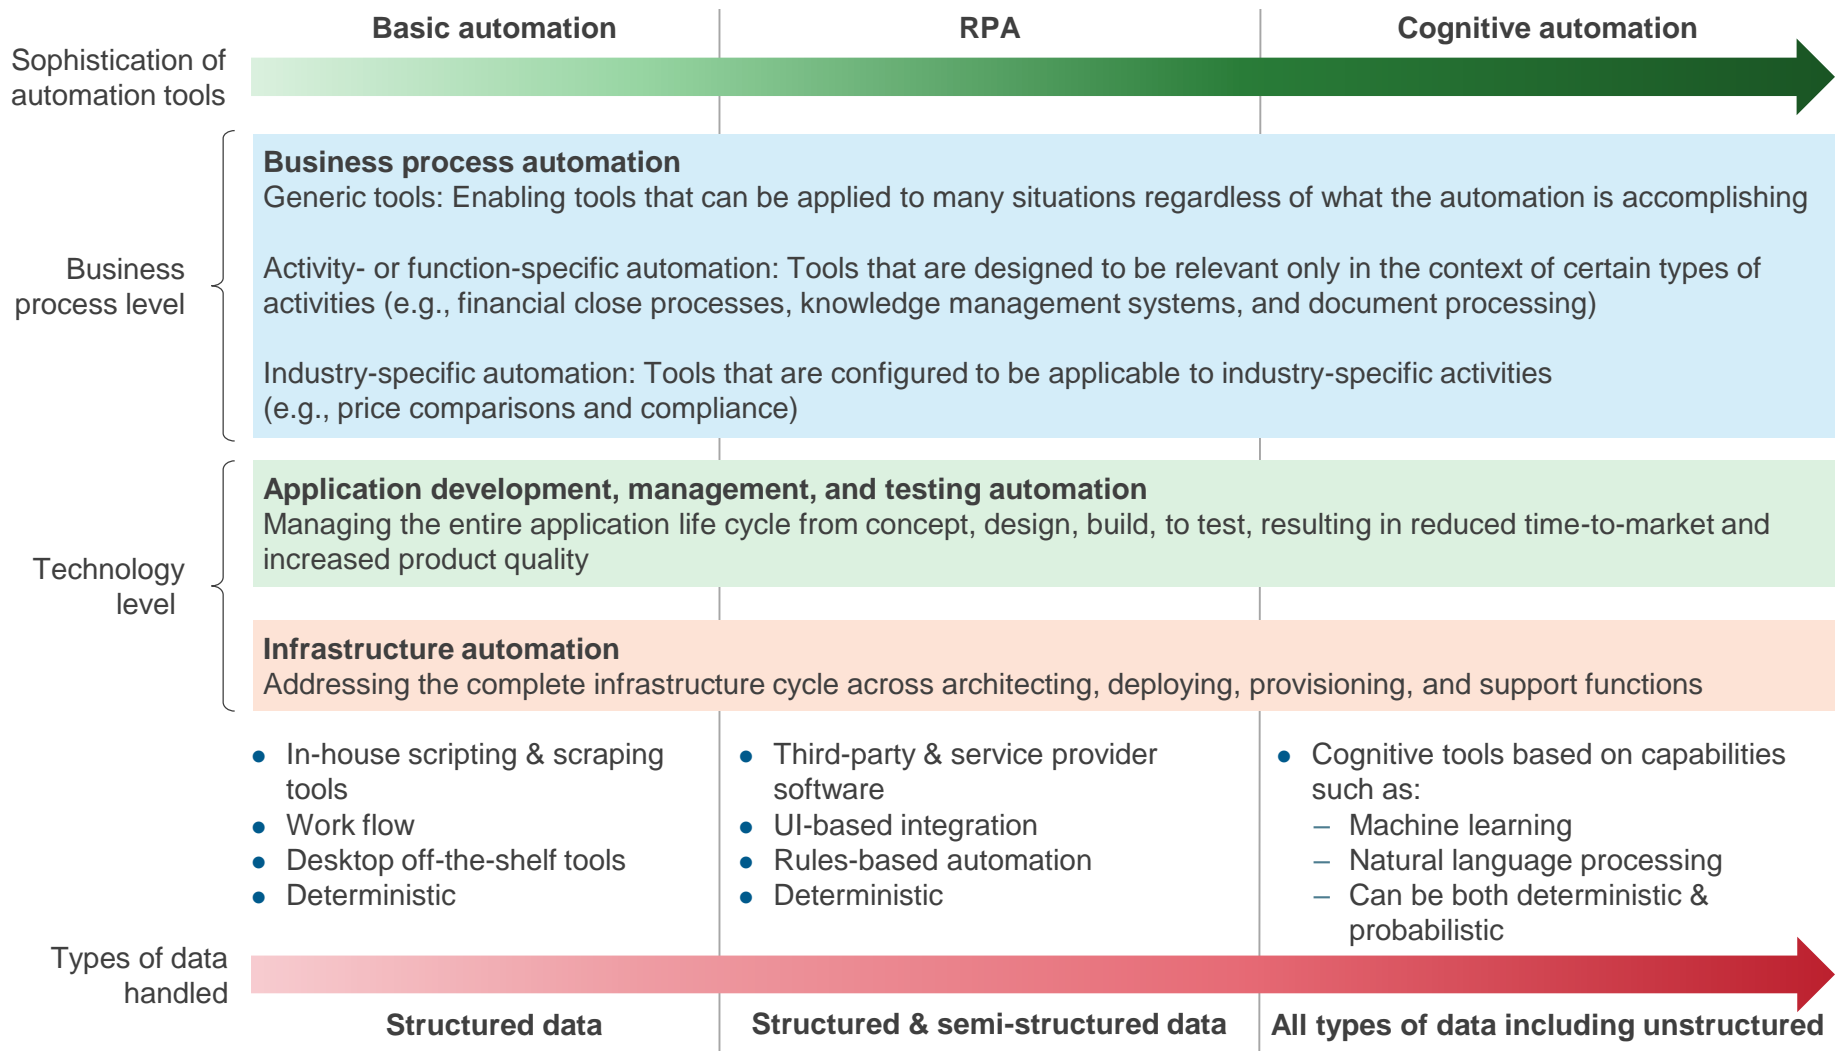 Basic automation
RPA
Cognitive automation
Sophistication of
automation tools
Business process automation
Generic tools: Enabling tools that can be applied to many situations regardless of what the automation is accomplishing
Activity- or function-specific automation: Tools that are designed to be relevant only in the context of certain types of
activities (e.g., financial close processes, knowledge management systems, and document processing)
Industry-specific automation: Tools that are configured to be applicable to industry-specific activities
(e.g., price comparisons and compliance)
Business
process level
Application development, management, and testing automation
Managing the entire application life cycle from concept, design, build, to test, resulting in reduced time-to-market and
increased product quality
Technology
level
Infrastructure automation
Addressing the complete infrastructure cycle across architecting, deploying, provisioning, and support functions
● In-house scripting & scraping
tools
● Work flow
● Desktop off-the-shelf tools
● Deterministic
● Third-party & service provider
software
● UI-based integration
● Rules-based automation
● Deterministic
● Cognitive tools based on capabilities
such as:
– Machine learning
– Natural language processing
– Can be both deterministic &
probabilistic
Types of data
handled
Structured data
Structured & semi-structured data
All types of data including unstructured